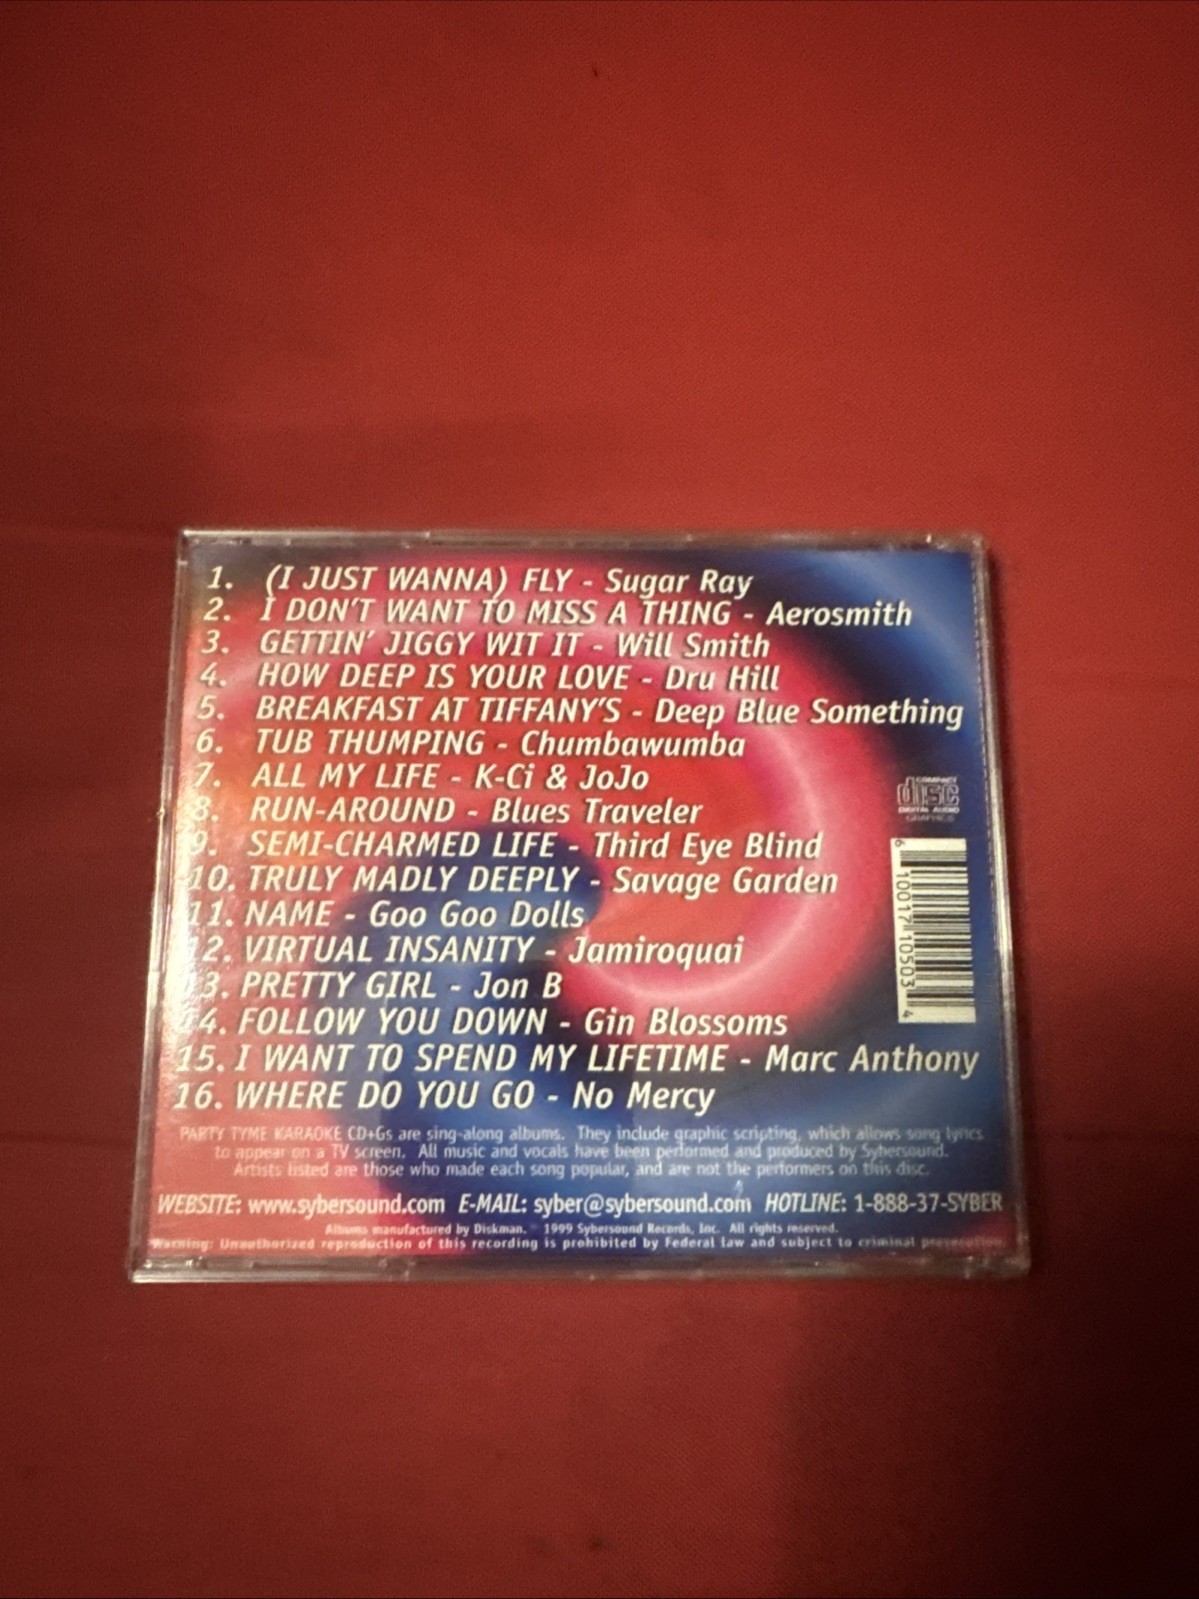 1. (I JUST WANNA) FLY - Sugar Ray
2. I DON'T WANT TO MISS A THING - Aerosmith
3. GETTIN' JIGGY WIT IT - Will Smith
4. HOW DEEP IS YOUR LOVE - Dru Hill
5. BREAKFAST AT TIFFANY'S - Deep Blue Something
6. TUB THUMPING - Chumbawumba
7. ALL MY LIFE - K-Ci & JoJo
8. RUN-AROUND - Blues Traveler
9. SEMI-CHARMED LIFE - Third Eye Blind
10. TRULY MADLY DEEPLY - Savage Garden
11. NAME - Goo Goo Dolls
12. VIRTUAL INSANITY - Jamiroquai
13. PRETTY GIRL - Jon B
14. FOLLOW YOU DOWN - Gin Blossoms
15. I WANT TO SPEND MY LIFETIME - Marc Anthony
16. WHERE DO YOU GO - No Mercy
COMPACT
disc
DIGITAL AUDIO
GRAPHICS
6 10017 10503 4
PARTY TYME KARAOKE CD+Gs are sing-along albums. They include graphic scripting, which allows song lyrics
to appear on a TV screen. All music and vocals have been performed and produced by Sybersound.
Artists listed are those who made each song popular, and are not the performers on this disc.
WEBSITE: www.sybersound.com E-MAIL: syber@sybersound.com HOTLINE: 1-888-37-SYBER
Albums manufactured by Diskman. 1999 Sybersound Records, Inc. All rights reserved.
Warning: Unauthorized reproduction of this recording is prohibited by Federal Law and subject to criminal prosecution.